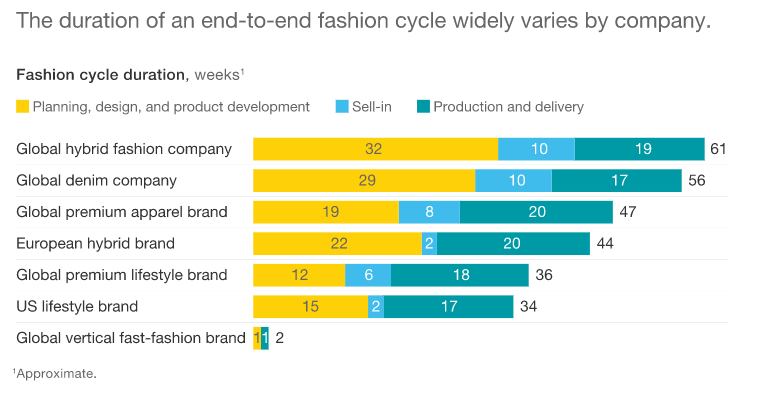 The duration of an end-to-end fashion cycle widely varies by company.
Fashion cycle duration, weeks¹
Planning, design, and product development Sell-in Production and delivery
Global hybrid fashion company 32 10 19 61
Global denim company 29 10 17 56
Global premium apparel brand 19 8 20 47
European hybrid brand 22 2 20 44
Global premium lifestyle brand 12 6 18 36
US lifestyle brand 15 2 17 34
Global vertical fast-fashion brand 1 1 2
¹Approximate.